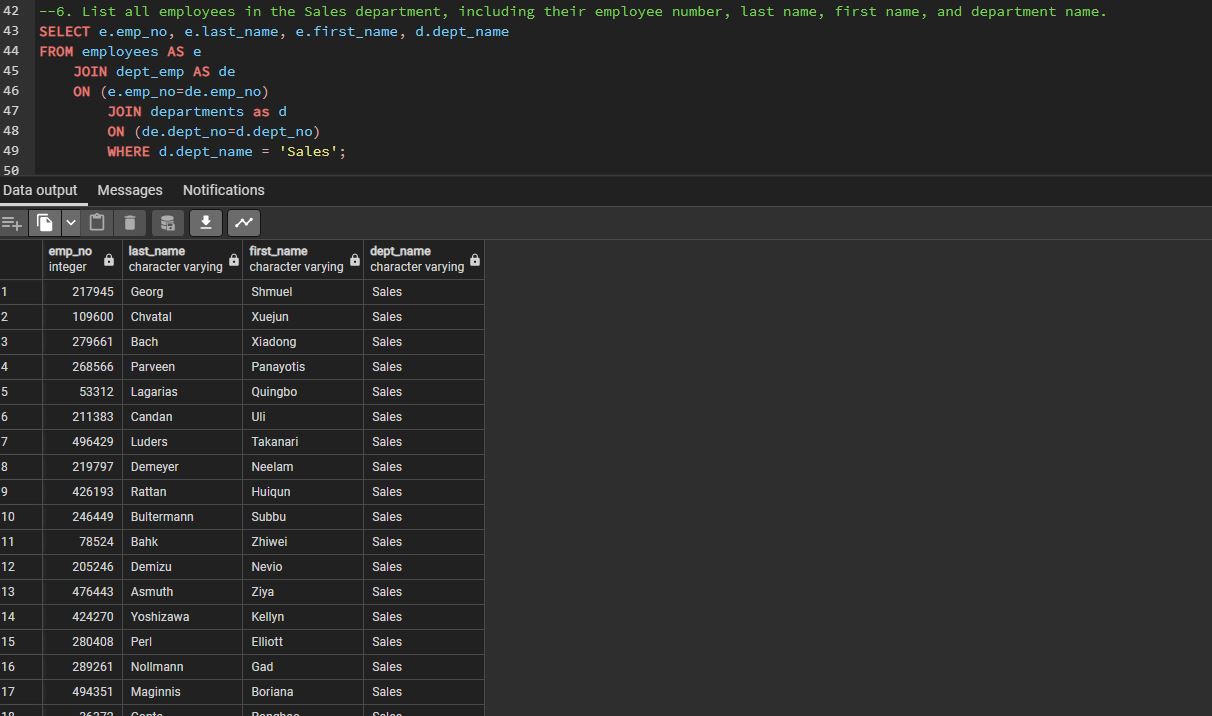 42 --6. List all employees in the Sales department, including their employee number, last name, first name, and department name.
43 SELECT e.emp_no, e.last_name, e.first_name, d.dept_name
44 FROM employees AS e
45 JOIN dept_emp AS de
46 ON (e.emp_no=de.emp_no)
47 JOIN departments as d
48 ON (de.dept_no=d.dept_no)
49 WHERE d.dept_name = 'Sales';
50
Data output Messages Notifications
emp_no last_name first_name dept_name
integer character varying character varying character varying
1 217945 Georg Shmuel Sales
2 109600 Chvatal Xuejun Sales
3 279661 Bach Xiadong Sales
4 268566 Parveen Panayotis Sales
5 53312 Lagarias Quingbo Sales
6 211383 Candan Uli Sales
7 496429 Luders Takanari Sales
8 219797 Demeyer Neelam Sales
9 426193 Rattan Huiqun Sales
10 246449 Bultermann Subbu Sales
11 78524 Bahk Zhiwei Sales
12 205246 Demizu Nevio Sales
13 476443 Asmuth Ziya Sales
14 424270 Yoshizawa Kellyn Sales
15 280408 Perl Elliott Sales
16 289261 Nollmann Gad Sales
17 494351 Maginnis Boriana Sales
18 Sales